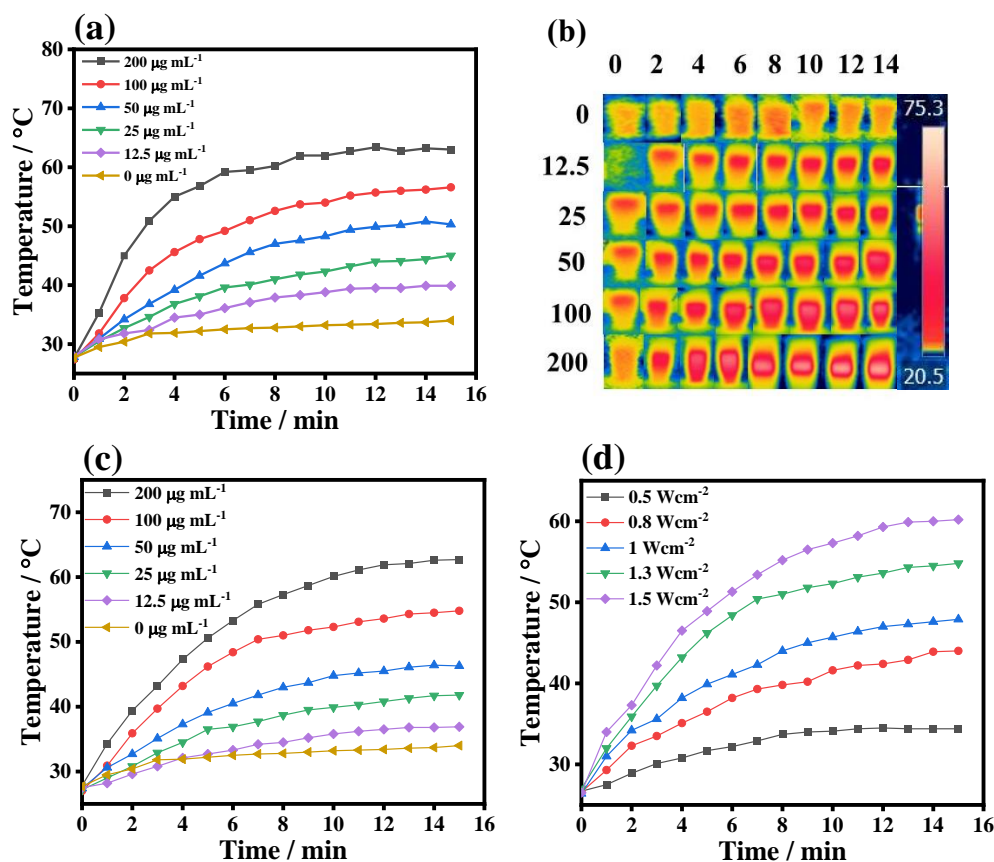 (a)
80
70
60
50
40
30
Temperature / °C
200 µg mL⁻¹
100 µg mL⁻¹
50 µg mL⁻¹
25 µg mL⁻¹
12.5 µg mL⁻¹
0 µg mL⁻¹
0 2 4 6 8 10 12 14 16
Time / min
(b)
0 2 4 6 8 10 12 14
0
12.5
25
50
100
200
75.3
20.5
(c)
70
60
50
40
30
Temperature / °C
200 µg mL⁻¹
100 µg mL⁻¹
50 µg mL⁻¹
25 µg mL⁻¹
12.5 µg mL⁻¹
0 µg mL⁻¹
0 2 4 6 8 10 12 14 16
Time / min
(d)
60
50
40
30
Temperature / °C
0.5 Wcm⁻²
0.8 Wcm⁻²
1 Wcm⁻²
1.3 Wcm⁻²
1.5 Wcm⁻²
0 2 4 6 8 10 12 14 16
Time / min